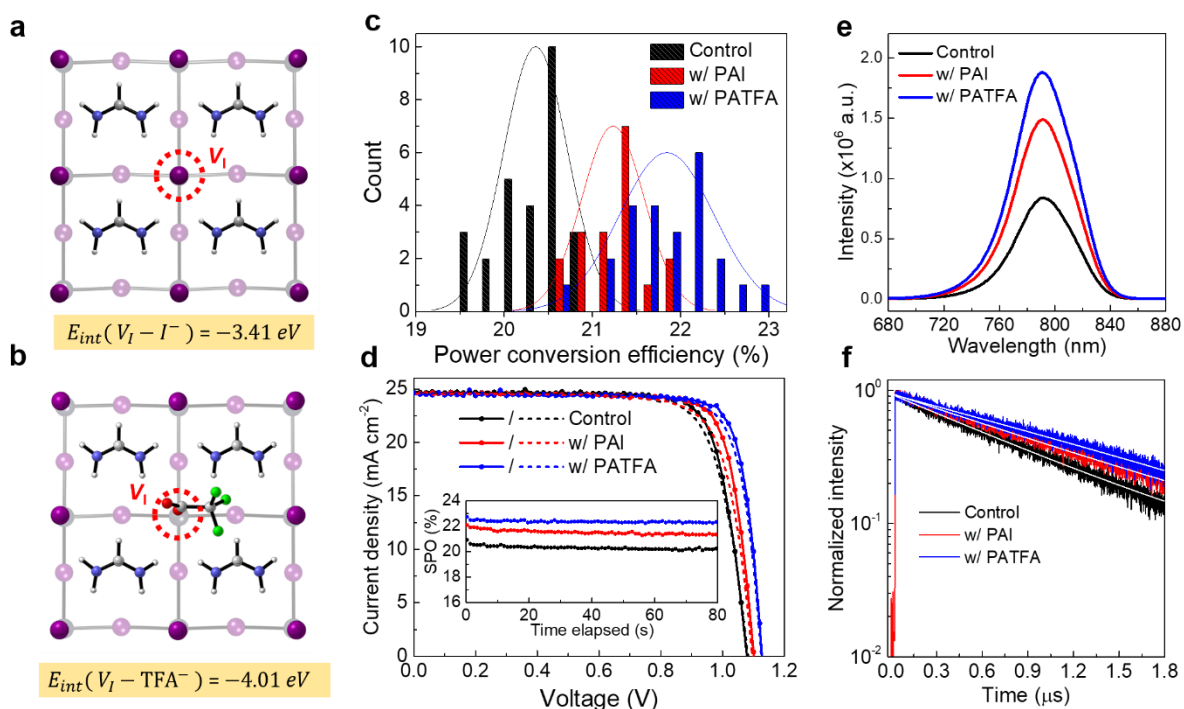 a
V_I
E_int(V_I − I⁻) = −3.41 eV
b
V_I
E_int(V_I − TFA⁻) = −4.01 eV
c
Count
10
8
6
4
2
0
Control
w/ PAI
w/ PATFA
19 20 21 22 23
Power conversion efficiency (%)
d
Current density (mA cm⁻²)
25
20
15
10
5
0
/ Control
/ w/ PAI
/ w/ PATFA
SPO (%)
24
22
20
18
16
0 20 40 60 80
Time elapsed (s)
0.0 0.2 0.4 0.6 0.8 1.0 1.2
Voltage (V)
e
Intensity (x10⁶ a.u.)
2.0
1.5
1.0
0.5
0.0
Control
w/ PAI
w/ PATFA
680 720 760 800 840 880
Wavelength (nm)
f
Normalized intensity
10⁰
10⁻¹
10⁻²
Control
w/ PAI
w/ PATFA
0.0 0.3 0.6 0.9 1.2 1.5 1.8
Time (μs)